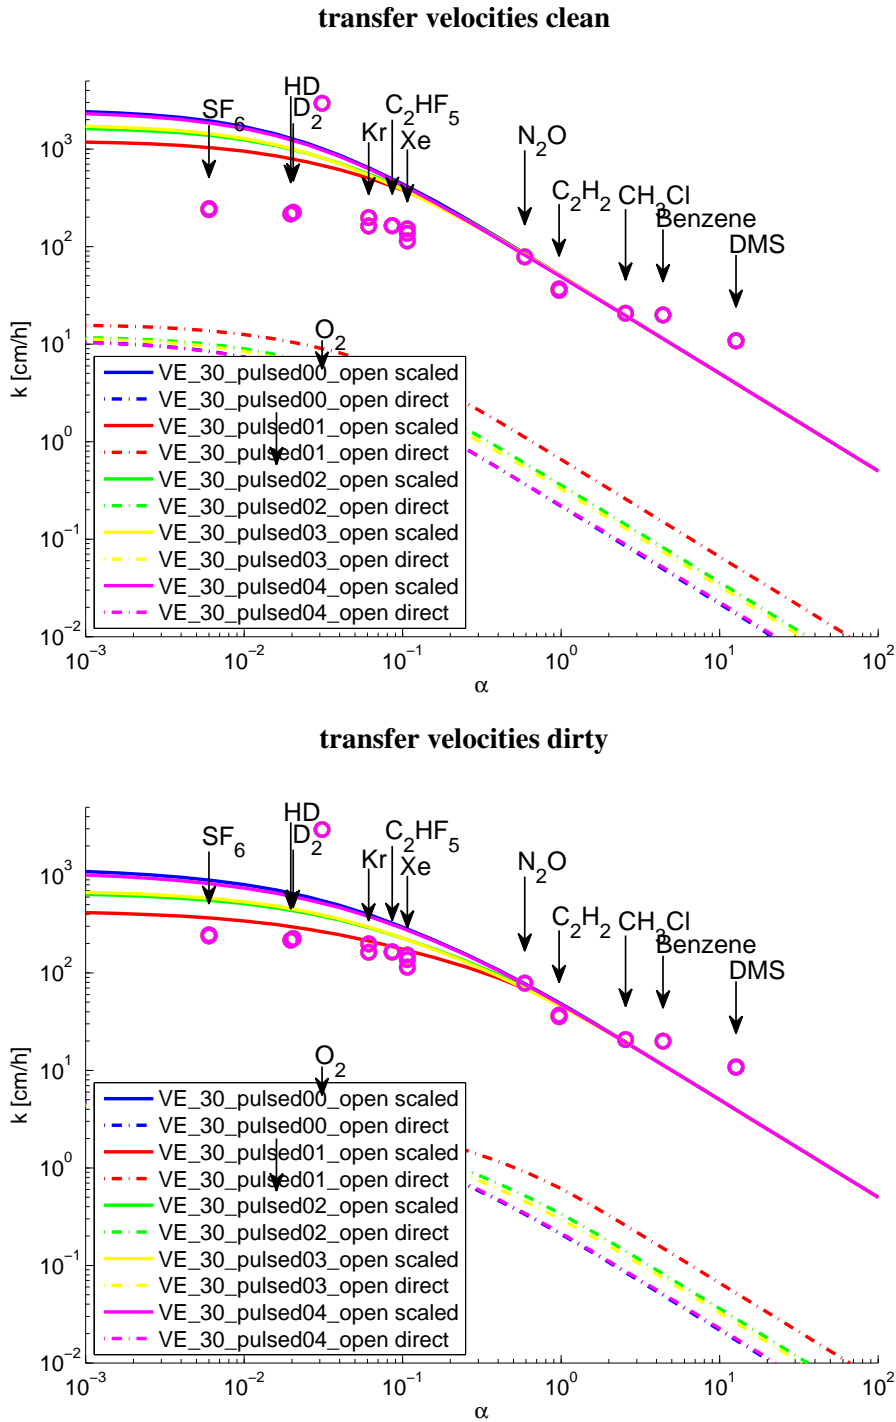 transfer velocities clean
HD
SF6 D2 C2HF5
Kr Xe N2O
C2H2 CH3Cl
Benzene
DMS
O2
k [cm/h]
10^3
10^2
10^1
10^0
10^−1
10^−2
VE_30_pulsed00_open scaled
VE_30_pulsed00_open direct
VE_30_pulsed01_open scaled
VE_30_pulsed01_open direct
VE_30_pulsed02_open scaled
VE_30_pulsed02_open direct
VE_30_pulsed03_open scaled
VE_30_pulsed03_open direct
VE_30_pulsed04_open scaled
VE_30_pulsed04_open direct
10^−3 10^−2 10^−1 10^0 10^1 10^2
α
transfer velocities dirty
HD
SF6 D2 C2HF5
Kr Xe N2O
C2H2 CH3Cl
Benzene
DMS
O2
k [cm/h]
10^3
10^2
10^1
10^0
10^−1
10^−2
VE_30_pulsed00_open scaled
VE_30_pulsed00_open direct
VE_30_pulsed01_open scaled
VE_30_pulsed01_open direct
VE_30_pulsed02_open scaled
VE_30_pulsed02_open direct
VE_30_pulsed03_open scaled
VE_30_pulsed03_open direct
VE_30_pulsed04_open scaled
VE_30_pulsed04_open direct
10^−3 10^−2 10^−1 10^0 10^1 10^2
α